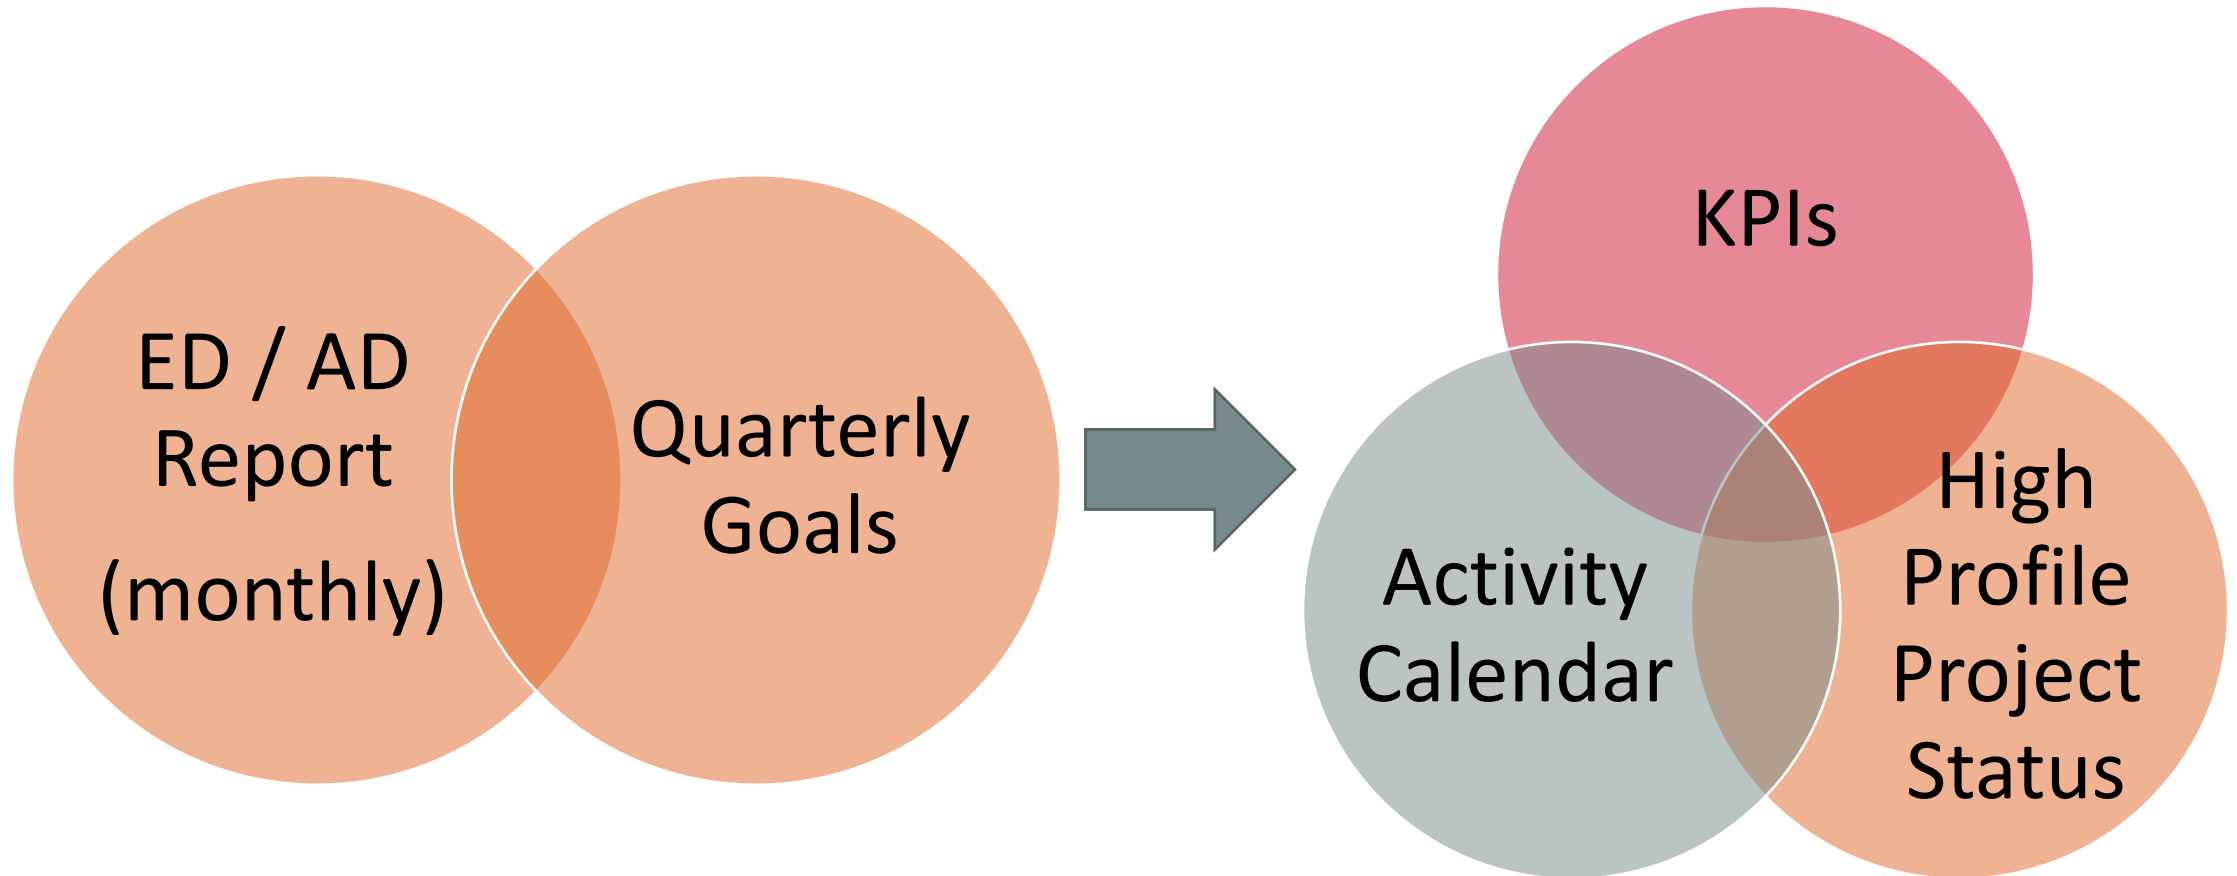 ED / AD
Report
(monthly)
Quarterly
Goals
KPIs
Activity
Calendar
High
Profile
Project
Status